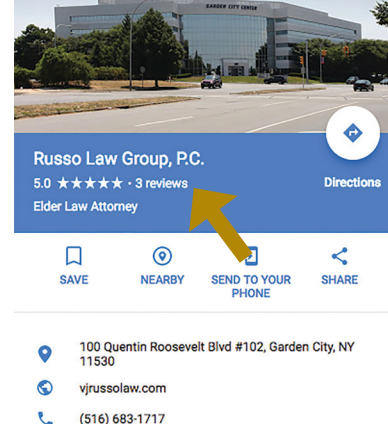 GARDEN CITY CENTER
Russo Law Group, P.C.
5.0 ★★★★★ · 3 reviews
Directions
Elder Law Attorney
SAVE
NEARBY
SEND TO YOUR
PHONE
SHARE
100 Quentin Roosevelt Blvd #102, Garden City, NY
11530
vjrussolaw.com
(516) 683-1717